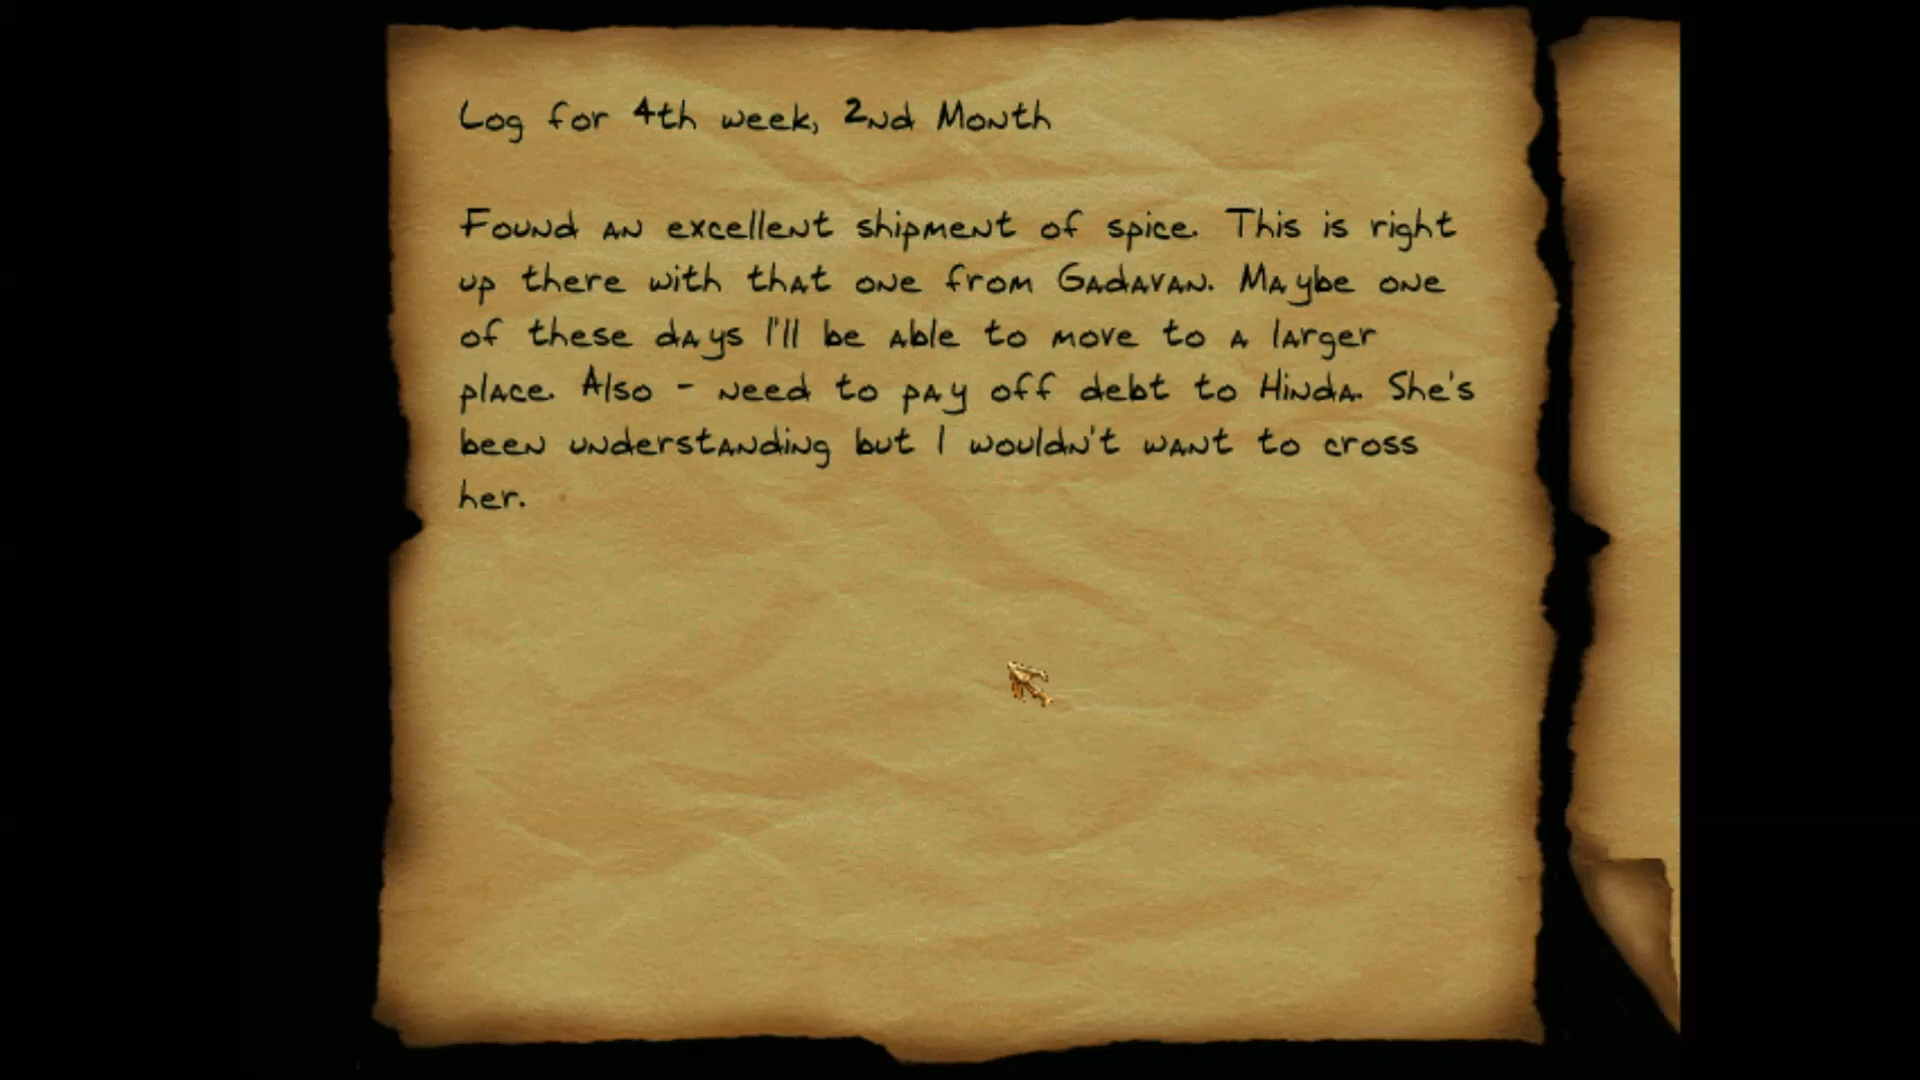 Log for 4th week, 2nd Month
Found an excellent shipment of spice. This is right
up there with that one from Gadavan. Maybe one
of these days I'll be able to move to a larger
place. Also - need to pay off debt to Hinda. She's
been understanding but I wouldn't want to cross
her.